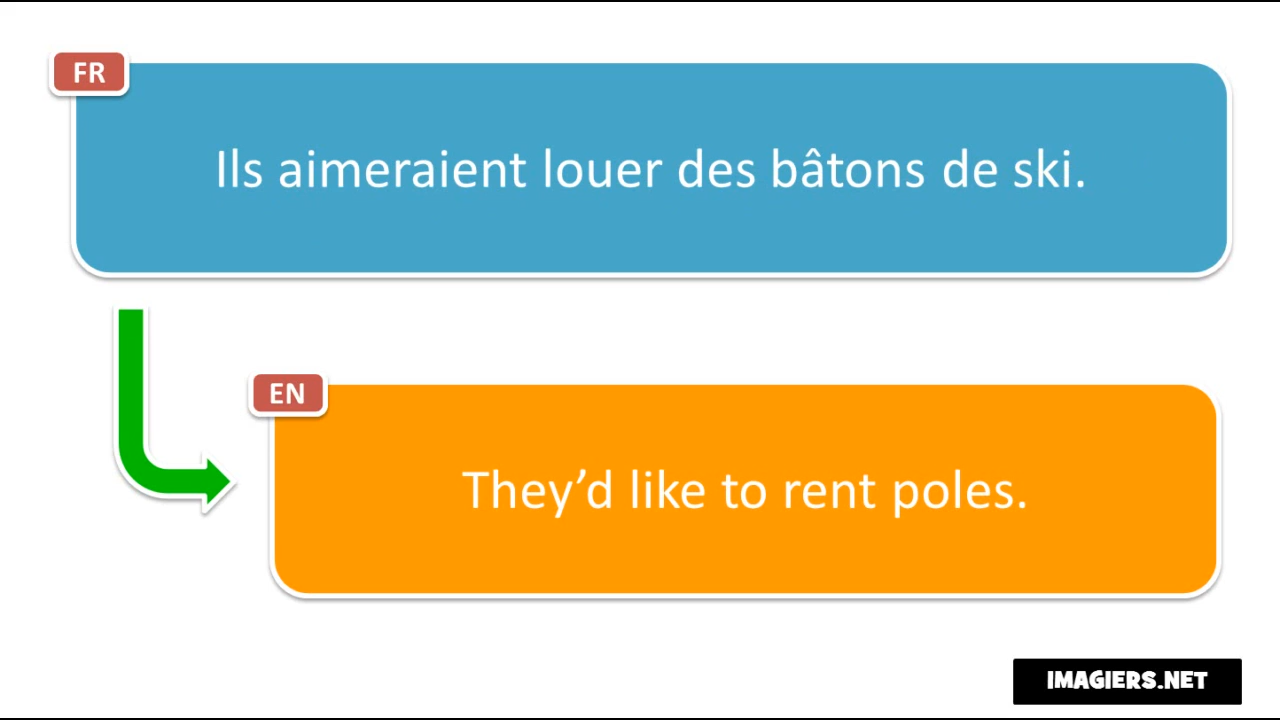 FR
Ils aimeraient louer des bâtons de ski.
EN
They’d like to rent poles.
IMAGIERS.NET